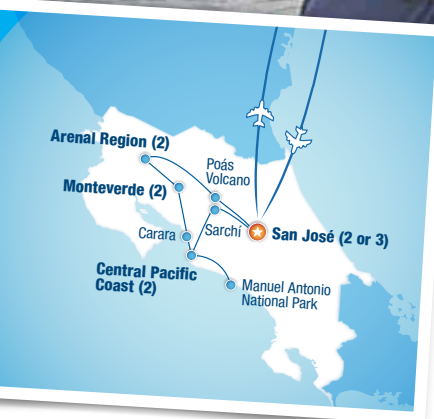 Arenal Region (2)
Poás
Volcano
Monteverde (2)
Carara
Sarchí
San José (2 or 3)
Central Pacific
Coast (2)
Manuel Antonio
National Park